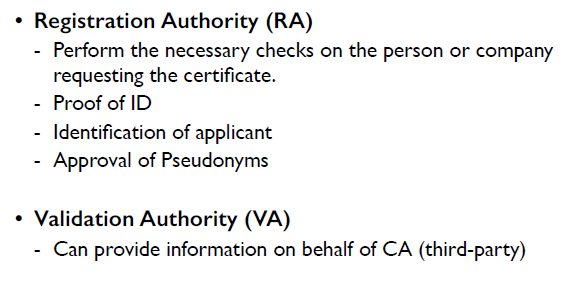 • Registration Authority (RA)
- Perform the necessary checks on the person or company
requesting the certificate.
- Proof of ID
- Identification of applicant
- Approval of Pseudonyms
• Validation Authority (VA)
- Can provide information on behalf of CA (third-party)